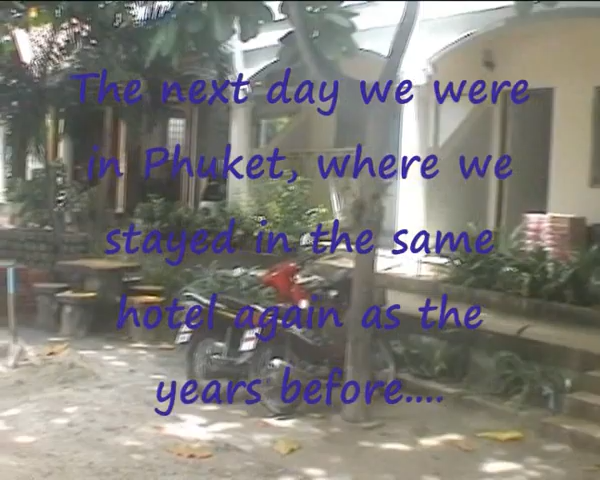 The next day we were
in Phuket, where we
stayed in the same
hotel again as the
years before....